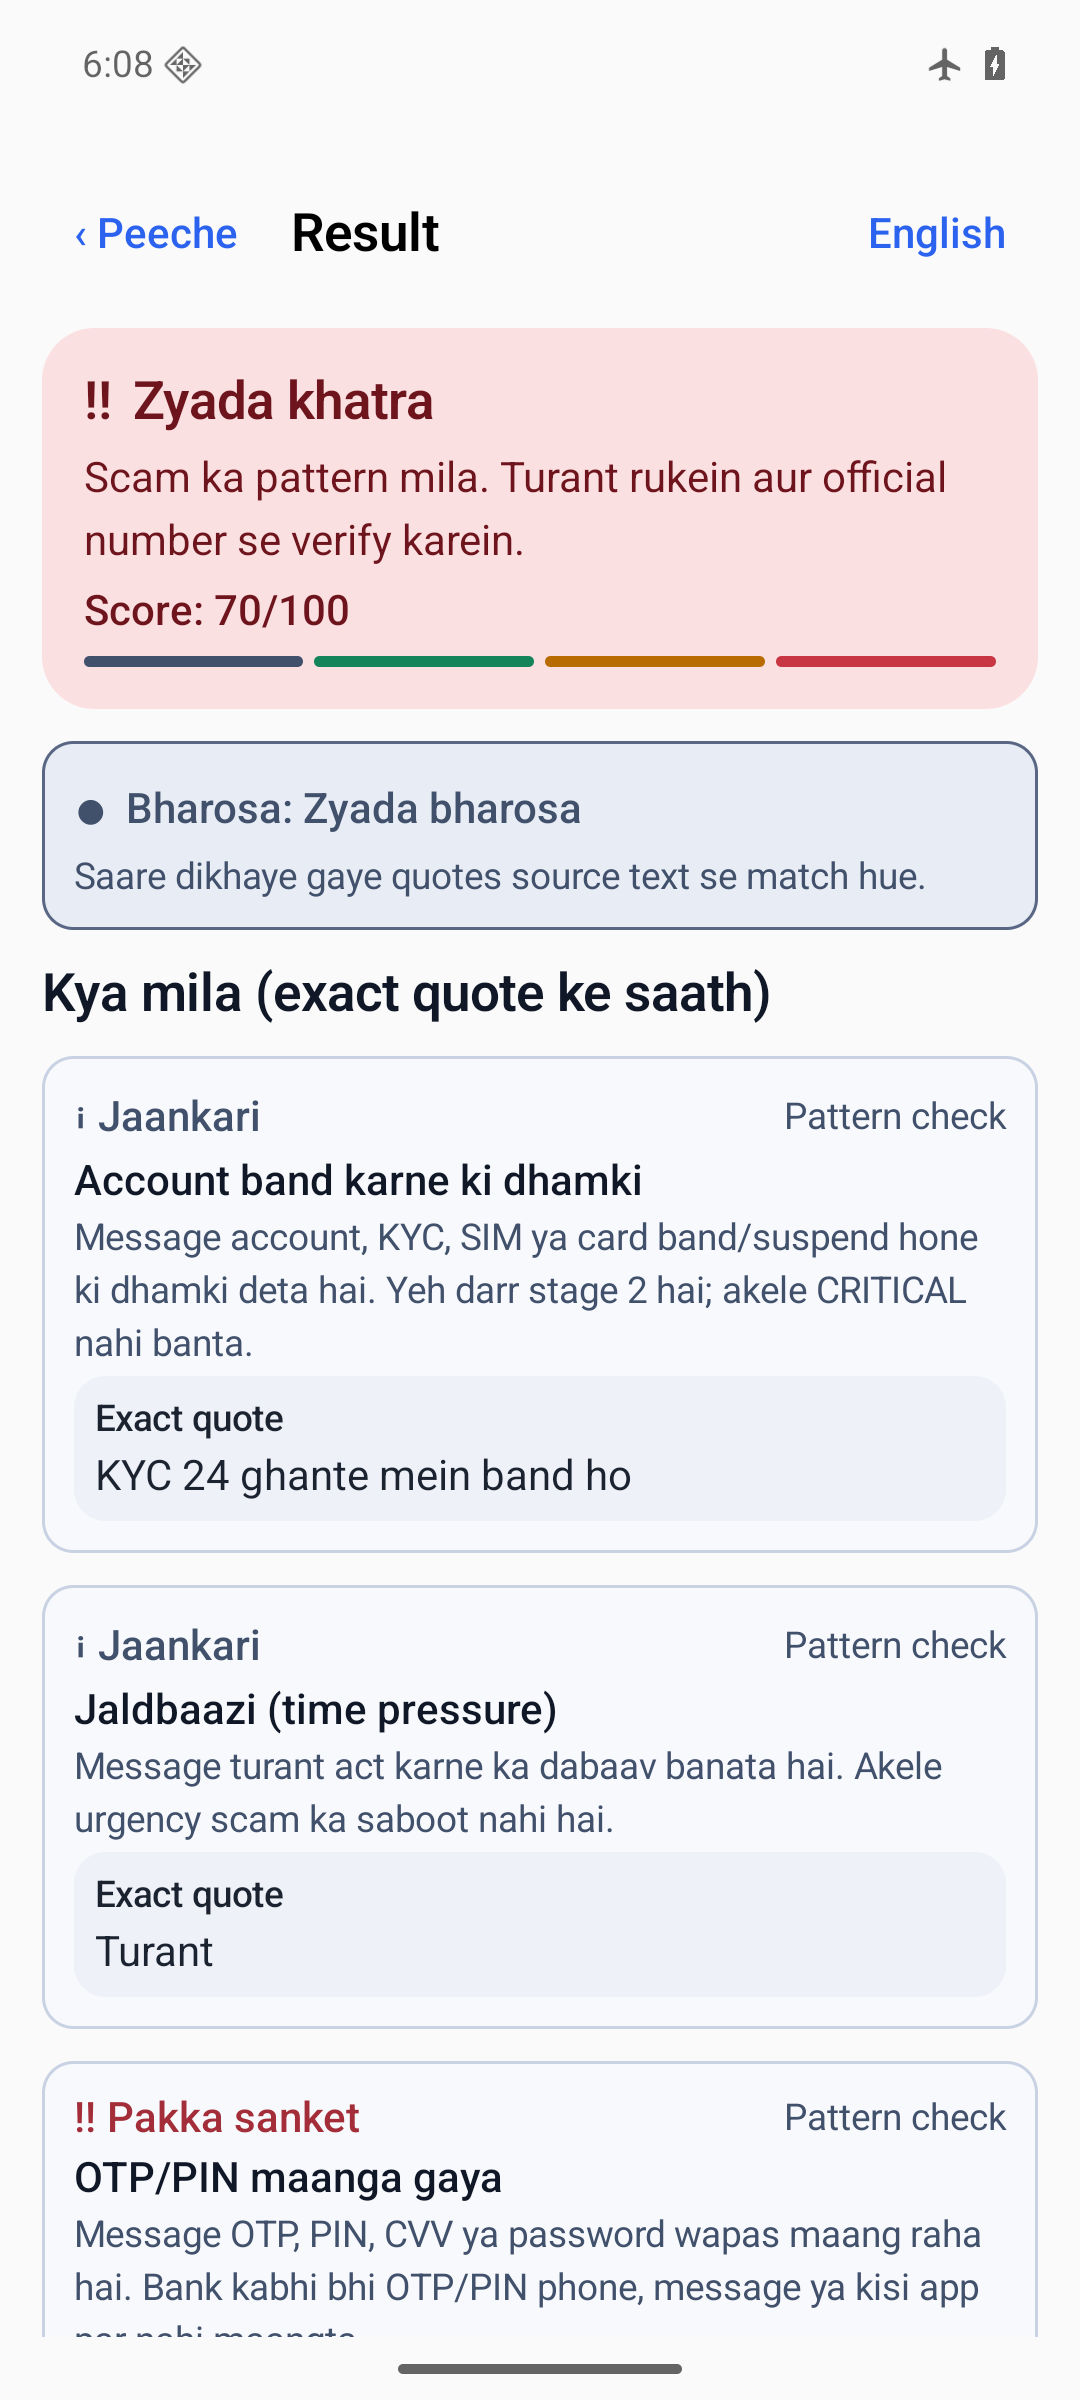 6:08
‹ Peeche Result English
!! Zyada khatra
Scam ka pattern mila. Turant rukein aur official
number se verify karein.
Score: 70/100
Bharosa: Zyada bharosa
Saare dikhaye gaye quotes source text se match hue.
Kya mila (exact quote ke saath)
i Jaankari Pattern check
Account band karne ki dhamki
Message account, KYC, SIM ya card band/suspend hone
ki dhamki deta hai. Yeh darr stage 2 hai; akele CRITICAL
nahi banta.
Exact quote
KYC 24 ghante mein band ho
i Jaankari Pattern check
Jaldbaazi (time pressure)
Message turant act karne ka dabaav banata hai. Akele
urgency scam ka saboot nahi hai.
Exact quote
Turant
!! Pakka sanket Pattern check
OTP/PIN maanga gaya
Message OTP, PIN, CVV ya password wapas maang raha
hai. Bank kabhi bhi OTP/PIN phone, message ya kisi app